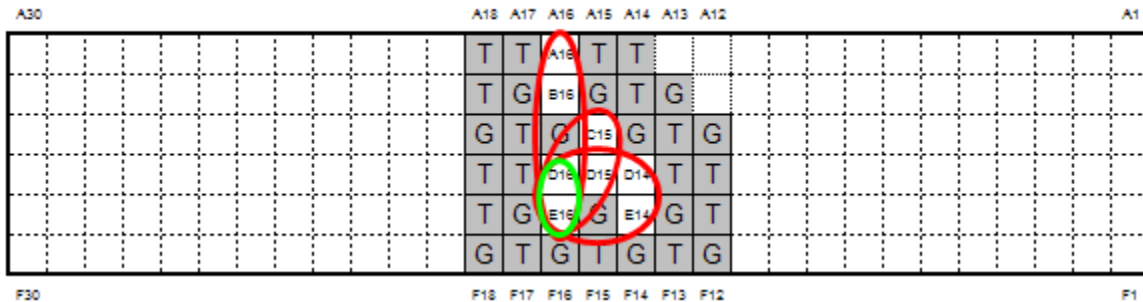 A30 A18 A17 A16 A15 A14 A13 A12 A1
T T A16 T T
T G B16 G T G
G T G C15 G T G
T T D16 D15 D14 T T
T G E16 G E14 G T
G T G T G T G
F30 F18 F17 F16 F15 F14 F13 F12 F1